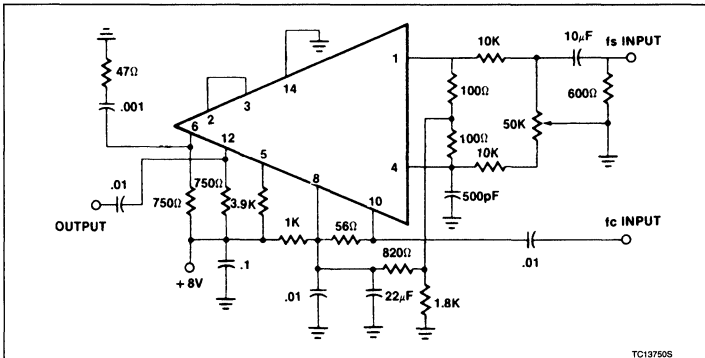 10μF
fs INPUT
1
10K
47Ω
14
100Ω
600Ω
.001
2
3
50K
6
12
100Ω
5
4
10K
.01
8
750Ω
750Ω
3.9K
10
500pF
OUTPUT
1K
56Ω
fc INPUT
820Ω
.01
+8V
.1
.01
22μF
1.8K
TC13750S